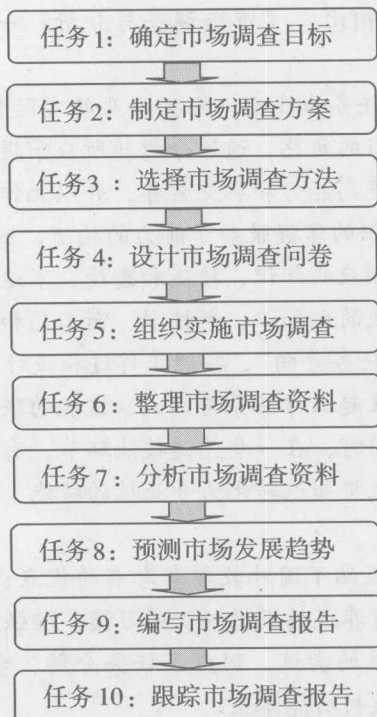 任务1：确定市场调查目标
任务2：制定市场调查方案
任务3：选择市场调查方法
任务4：设计市场调查问卷
任务5：组织实施市场调查
任务6：整理市场调查资料
任务7：分析市场调查资料
任务8：预测市场发展趋势
任务9：编写市场调查报告
任务10：跟踪市场调查报告